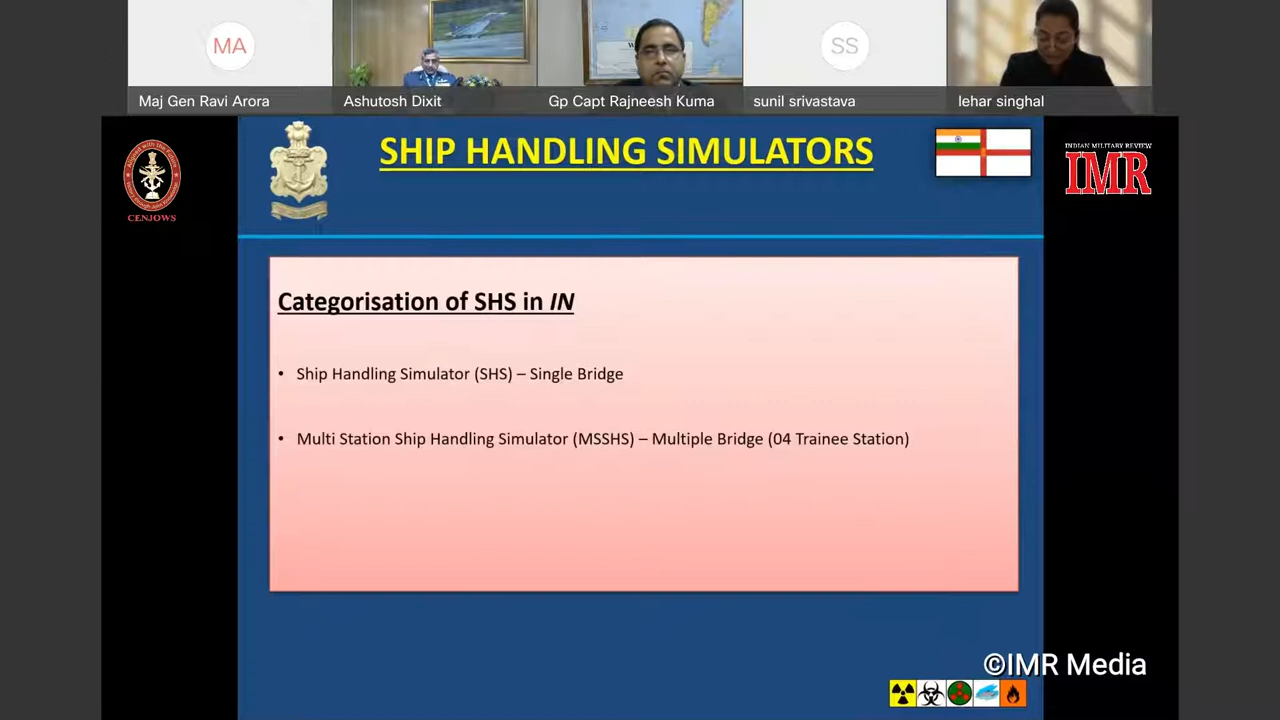 MA
SS
Maj Gen Ravi Arora
Ashutosh Dixit
Gp Capt Rajneesh Kuma
sunil srivastava
lehar singhal
CENJOWS
SHIP HANDLING SIMULATORS
INDIAN MILITARY REVIEW
IMR
Categorisation of SHS in IN
• Ship Handling Simulator (SHS) – Single Bridge
• Multi Station Ship Handling Simulator (MSSHS) – Multiple Bridge (04 Trainee Station)
©IMR Media